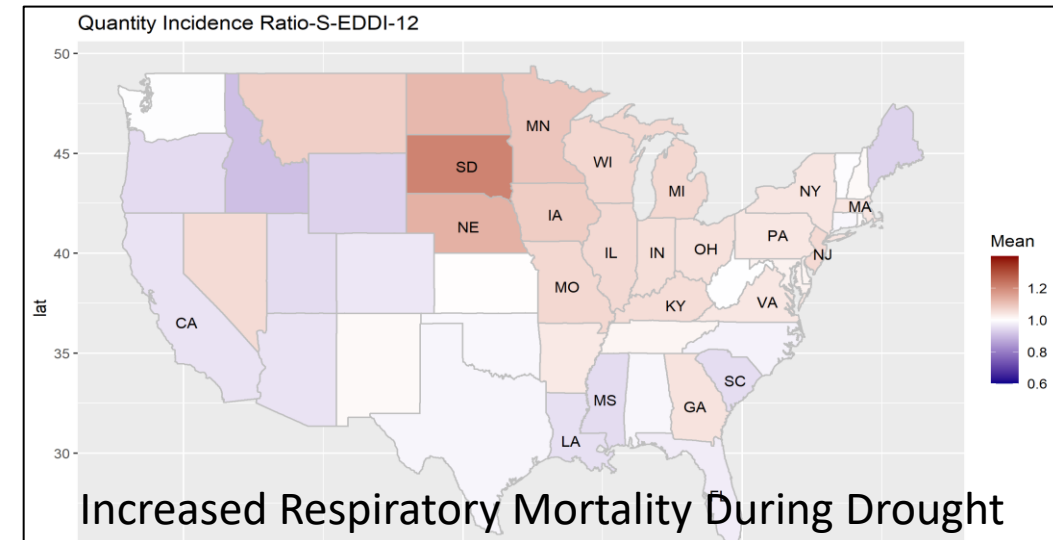 Quantity Incidence Ratio-S-EDDI-12
50
MN
45
SD
WI
MI
NY
MA
NE
IA
IL
IN
OH
PA
NJ
40
MO
KY
VA
lat
CA
35
MS
GA
SC
LA
30
FL
Mean
1.2
1.0
0.8
0.6
Increased Respiratory Mortality During Drought